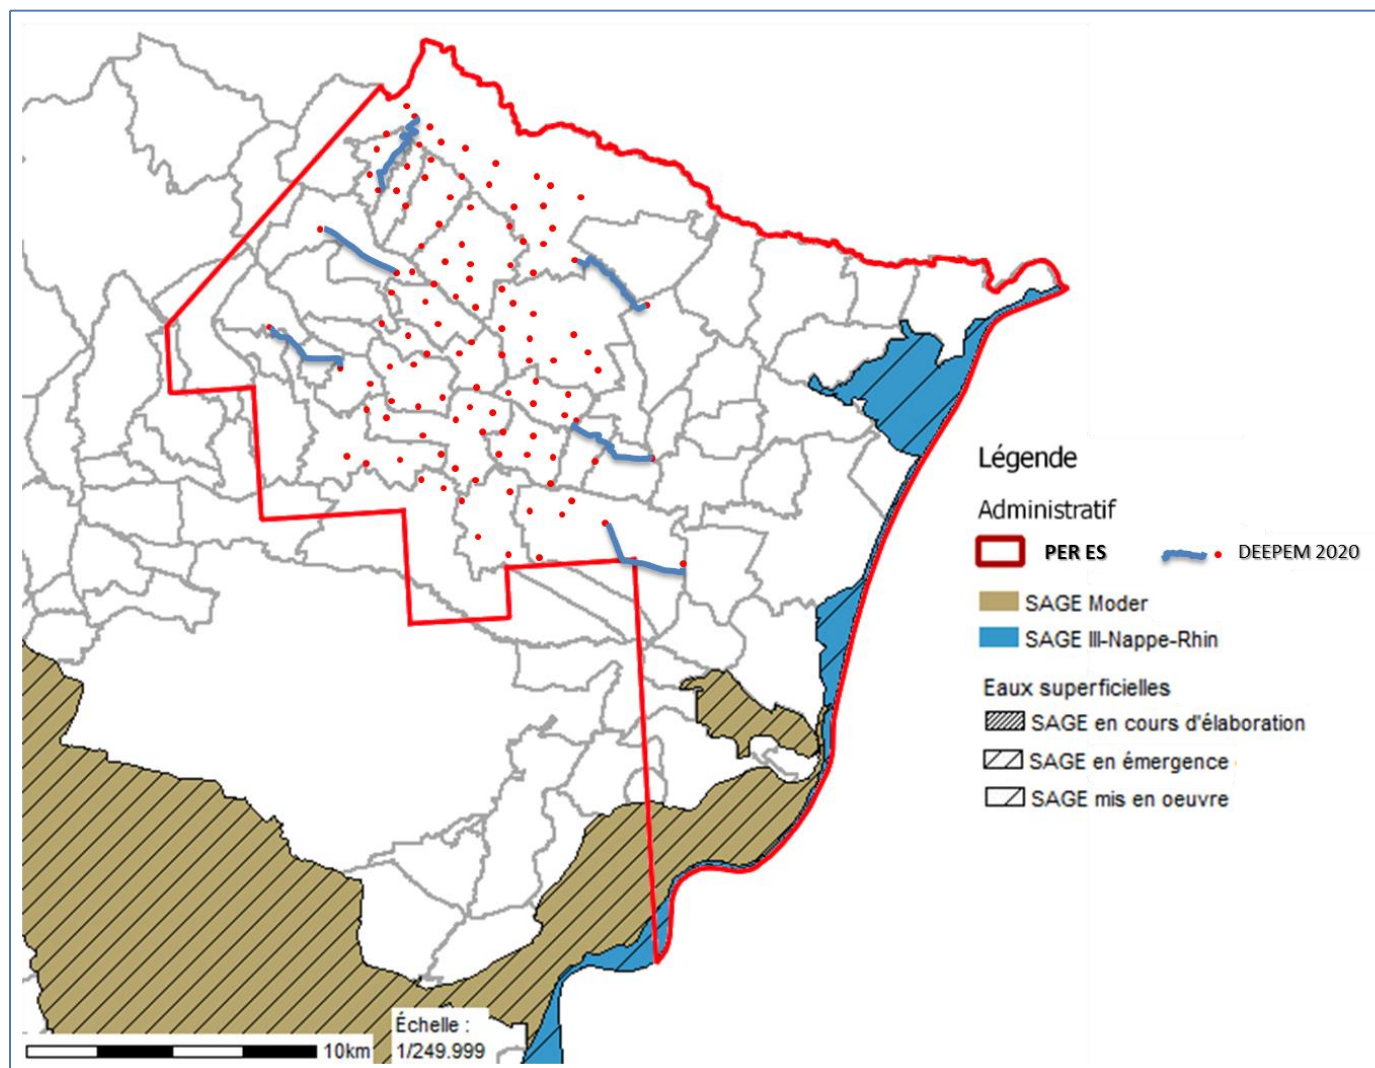 Légende
Administratif
PER ES
DEEPEM 2020
SAGE Moder
SAGE Ill-Nappe-Rhin
Eaux superficielles
SAGE en cours d'élaboration
SAGE en émergence
SAGE mis en oeuvre
Échelle :
1/249.999
10km